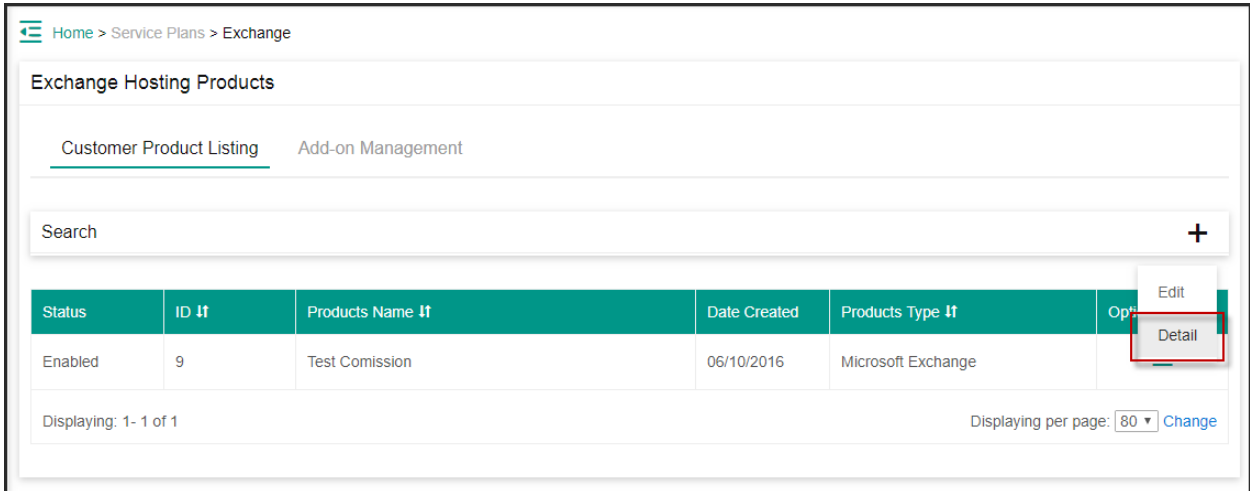 Home > Service Plans > Exchange
Exchange Hosting Products
Customer Product Listing Add-on Management
Search
Edit
Status ID Products Name Date Created Products Type
Detail
Enabled 9 Test Comission 06/10/2016 Microsoft Exchange
Displaying: 1- 1 of 1 Displaying per page: 80 Change